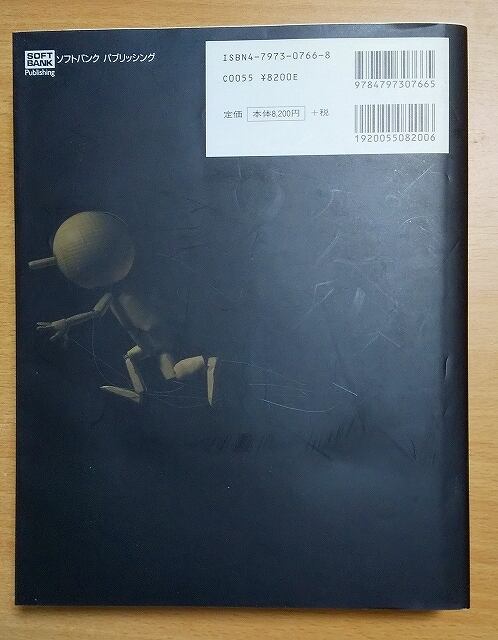 SOFT
BANK
Publishing
ソフトバンク パブリッシング
ISBN4-7973-0766-8
C0055 ¥8200E
定価 本体8,200円 +税
9784797307665
1920055082006